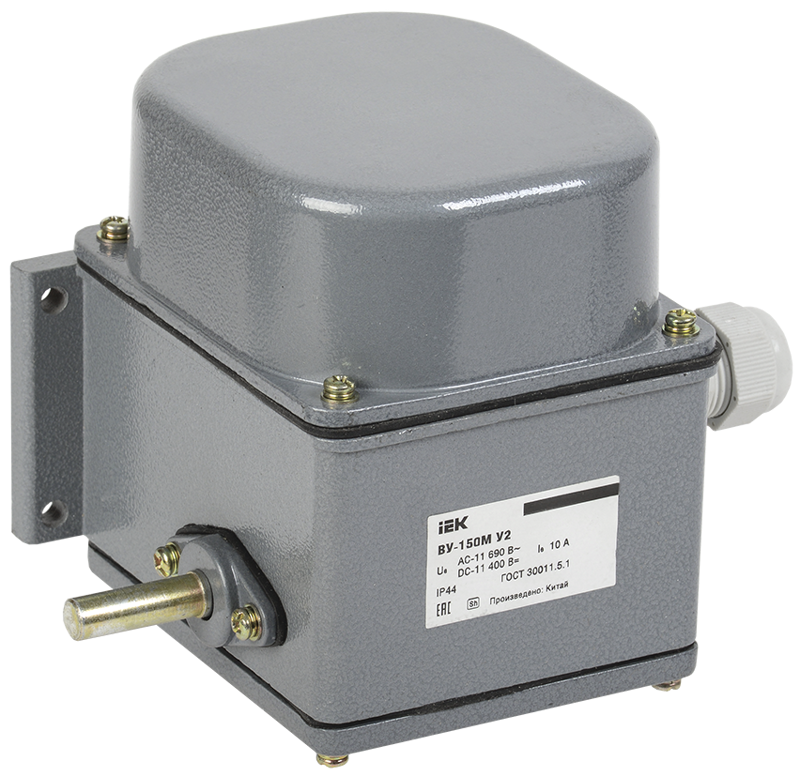 iEK
ВУ-150М У2
Uₑ AC-11 690 В~ Iₑ 10 А
DC-11 400 В=
ГОСТ 30011.5.1
IP44
EAC Sh Произведено: Китай